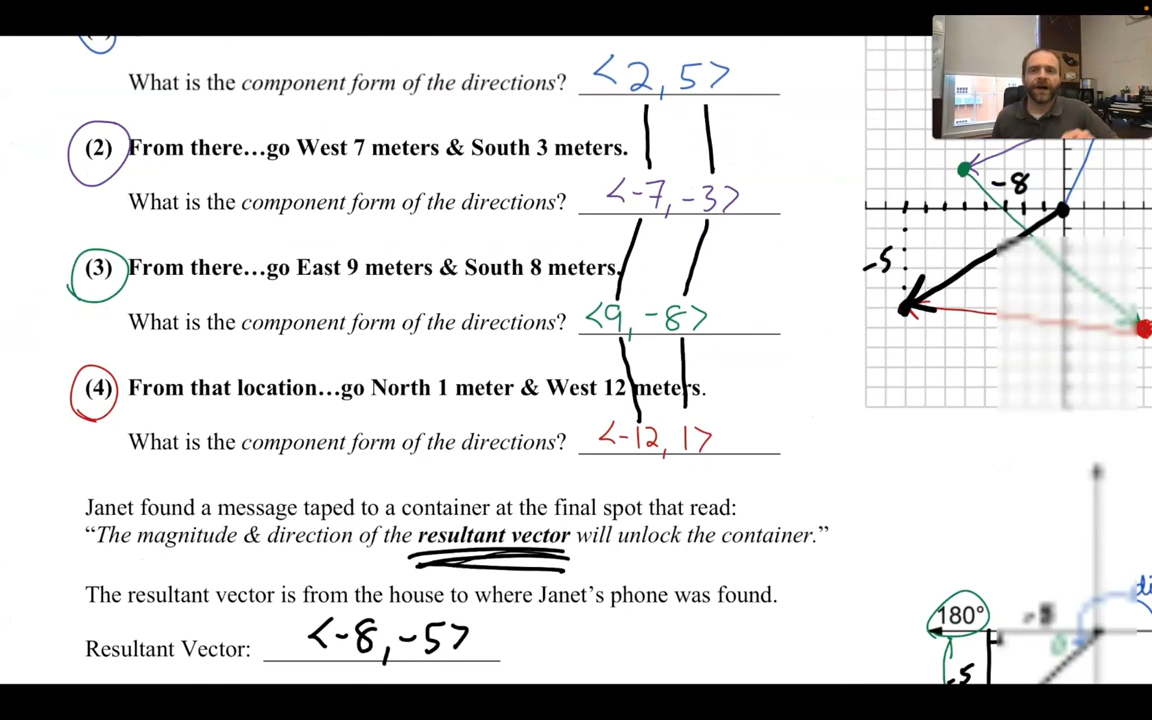 What is the component form of the directions? <2, 5>
(2) From there…go West 7 meters & South 3 meters.
What is the component form of the directions? <-7, -3>
(3) From there…go East 9 meters & South 8 meters.
What is the component form of the directions? <9, -8>
(4) From that location…go North 1 meter & West 12 meters.
What is the component form of the directions? <-12, 1>
Janet found a message taped to a container at the final spot that read:
“The magnitude & direction of the resultant vector will unlock the container.”
The resultant vector is from the house to where Janet’s phone was found.
Resultant Vector: <-8, -5>
-8
-5
di
180°
θ
-5